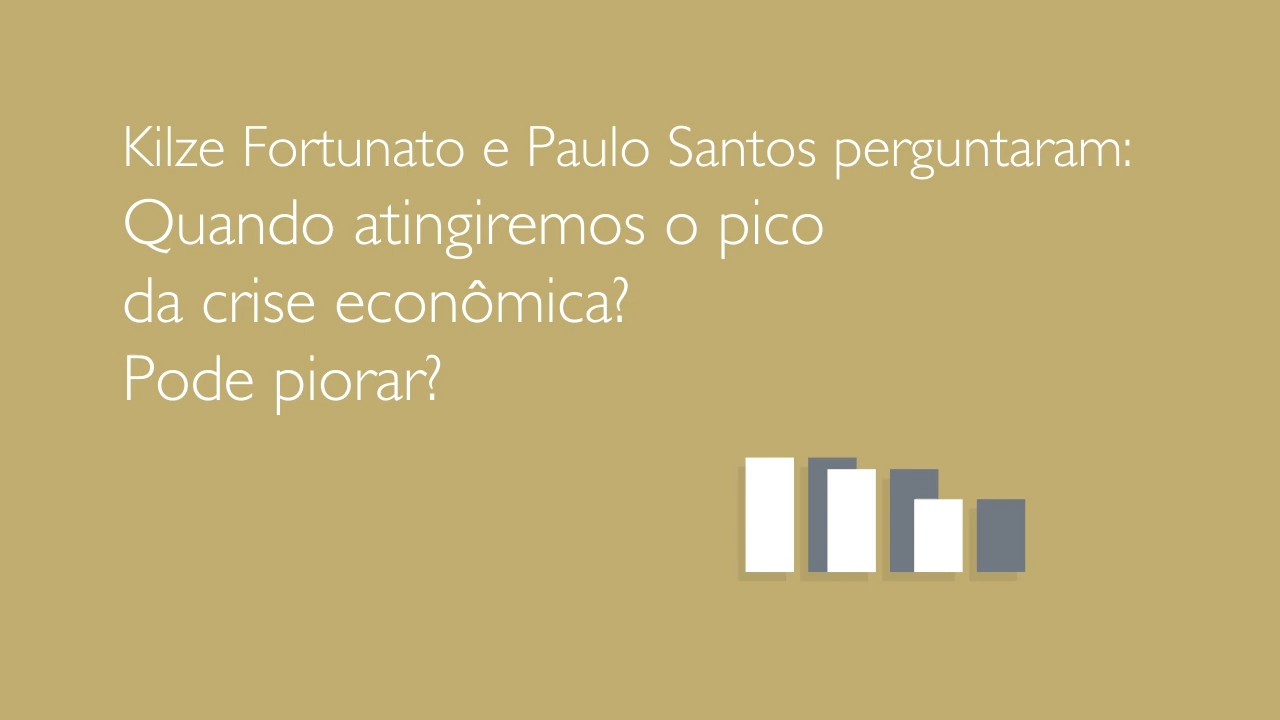 Kilze Fortunato e Paulo Santos perguntaram:
Quando atingiremos o pico
da crise econômica?
Pode piorar?